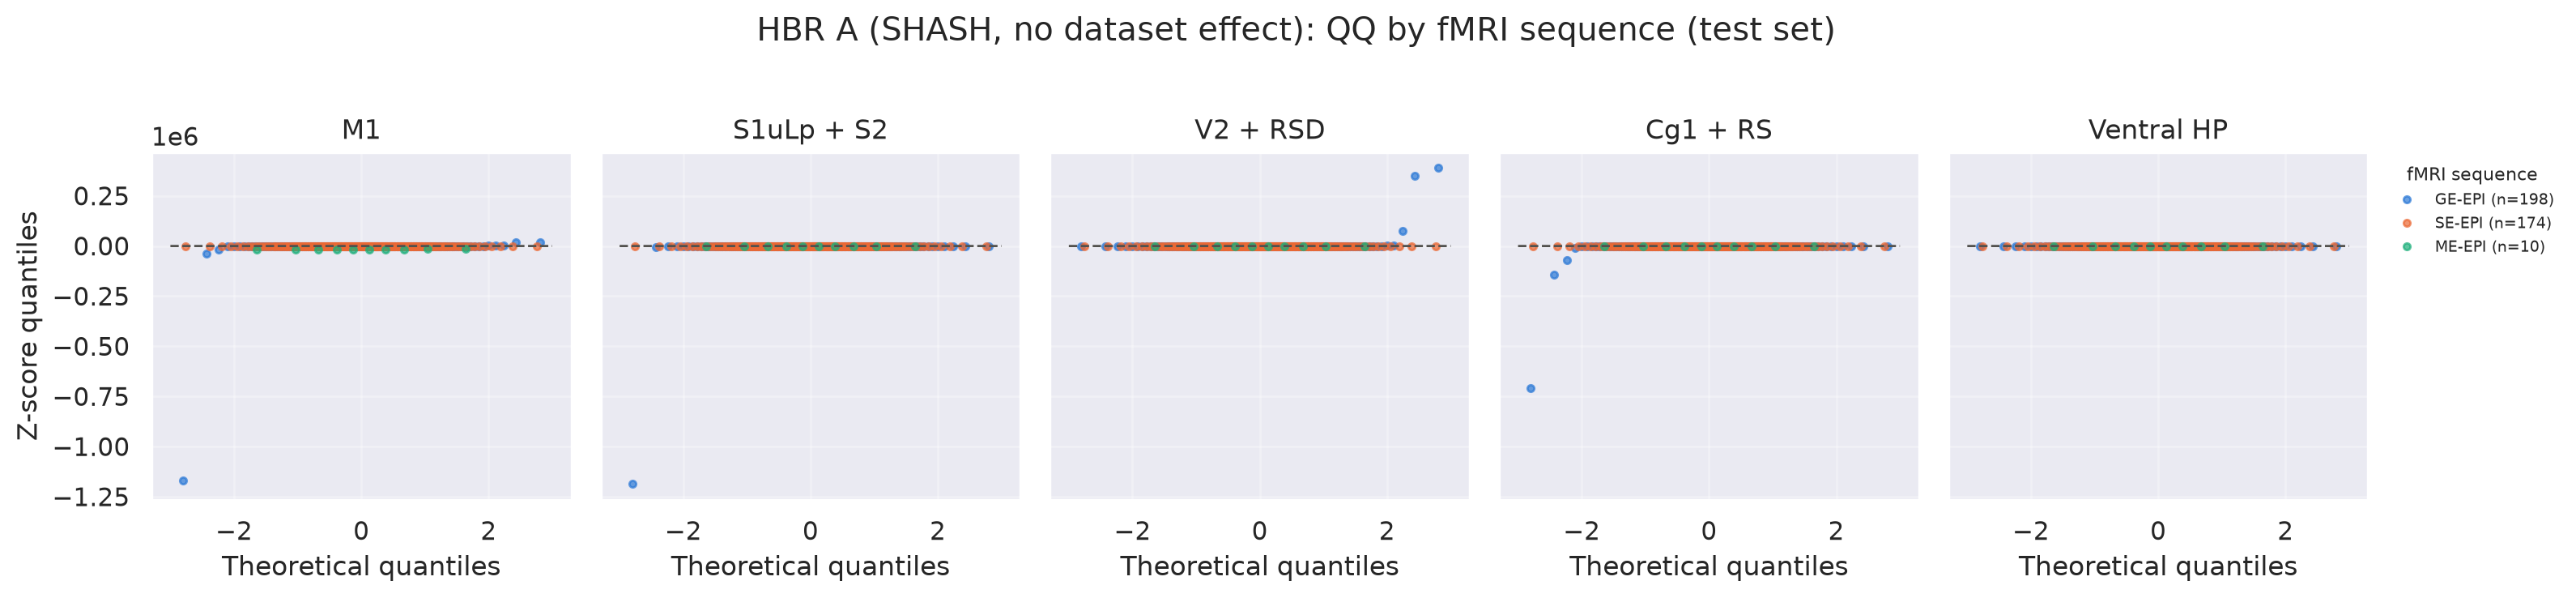 HBR A (SHASH, no dataset effect): QQ by fMRI sequence (test set)
1e6
M1
S1uLp + S2
V2 + RSD
Cg1 + RS
Ventral HP
Z-score quantiles
0.25
0.00
−0.25
−0.50
−0.75
−1.00
−1.25
−2 0 2
−2 0 2
−2 0 2
−2 0 2
−2 0 2
Theoretical quantiles
Theoretical quantiles
Theoretical quantiles
Theoretical quantiles
Theoretical quantiles
fMRI sequence
GE-EPI (n=198)
SE-EPI (n=174)
ME-EPI (n=10)